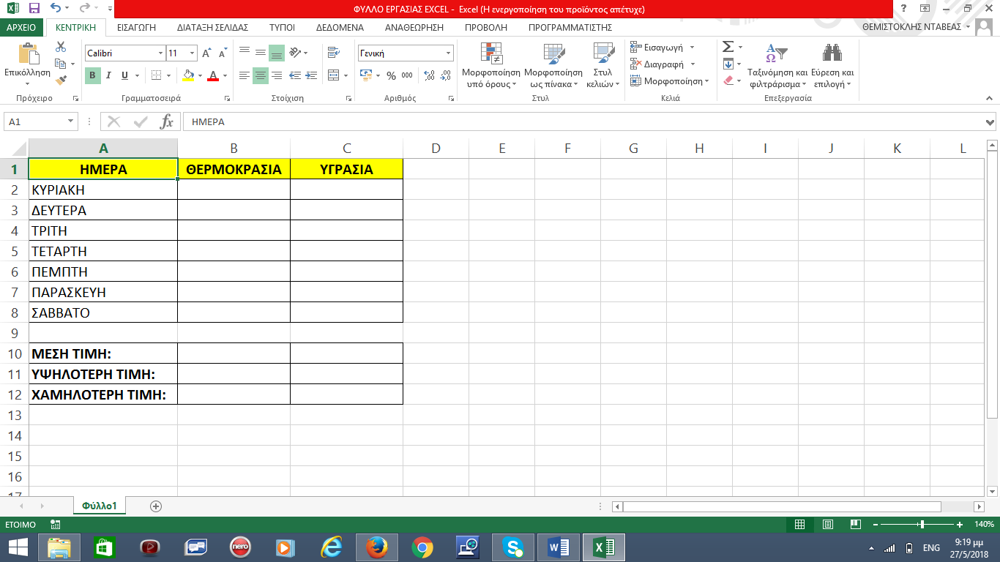 ΦΥΛΛΟ ΕΡΓΑΣΙΑΣ EXCEL - Excel (Η ενεργοποίηση του προϊόντος απέτυχε)
ΑΡΧΕΙΟ ΚΕΝΤΡΙΚΗ ΕΙΣΑΓΩΓΗ ΔΙΑΤΑΞΗ ΣΕΛΙΔΑΣ ΤΥΠΟΙ ΔΕΔΟΜΕΝΑ ΑΝΑΘΕΩΡΗΣΗ ΠΡΟΒΟΛΗ ΠΡΟΓΡΑΜΜΑΤΙΣΤΗΣ ΘΕΜΙΣΤΟΚΛΗΣ ΝΤΑΒΕΑΣ
Επικόλληση
Πρόχειρο
Calibri 11
B I U
Γραμματοσειρά
Στοίχιση
Γενική
% 000
Αριθμός
Μορφοποίηση υπό όρους
Μορφοποίηση ως πίνακα
Στυλ κελιών
Στυλ
Εισαγωγή
Διαγραφή
Μορφοποίηση
Κελιά
Ταξινόμηση και φιλτράρισμα
Εύρεση και επιλογή
Επεξεργασία
A1 fx ΗΜΕΡΑ
A B C D E F G H I J K L
1 ΗΜΕΡΑ ΘΕΡΜΟΚΡΑΣΙΑ ΥΓΡΑΣΙΑ
2 ΚΥΡΙΑΚΗ
3 ΔΕΥΤΕΡΑ
4 ΤΡΙΤΗ
5 ΤΕΤΑΡΤΗ
6 ΠΕΜΠΤΗ
7 ΠΑΡΑΣΚΕΥΗ
8 ΣΑΒΒΑΤΟ
9
10 ΜΕΣΗ ΤΙΜΗ:
11 ΥΨΗΛΟΤΕΡΗ ΤΙΜΗ:
12 ΧΑΜΗΛΟΤΕΡΗ ΤΙΜΗ:
13
14
15
16
17
Φύλλο1
ΕΤΟΙΜΟ 140%
nero ENG 9:19 μμ
27/5/2018